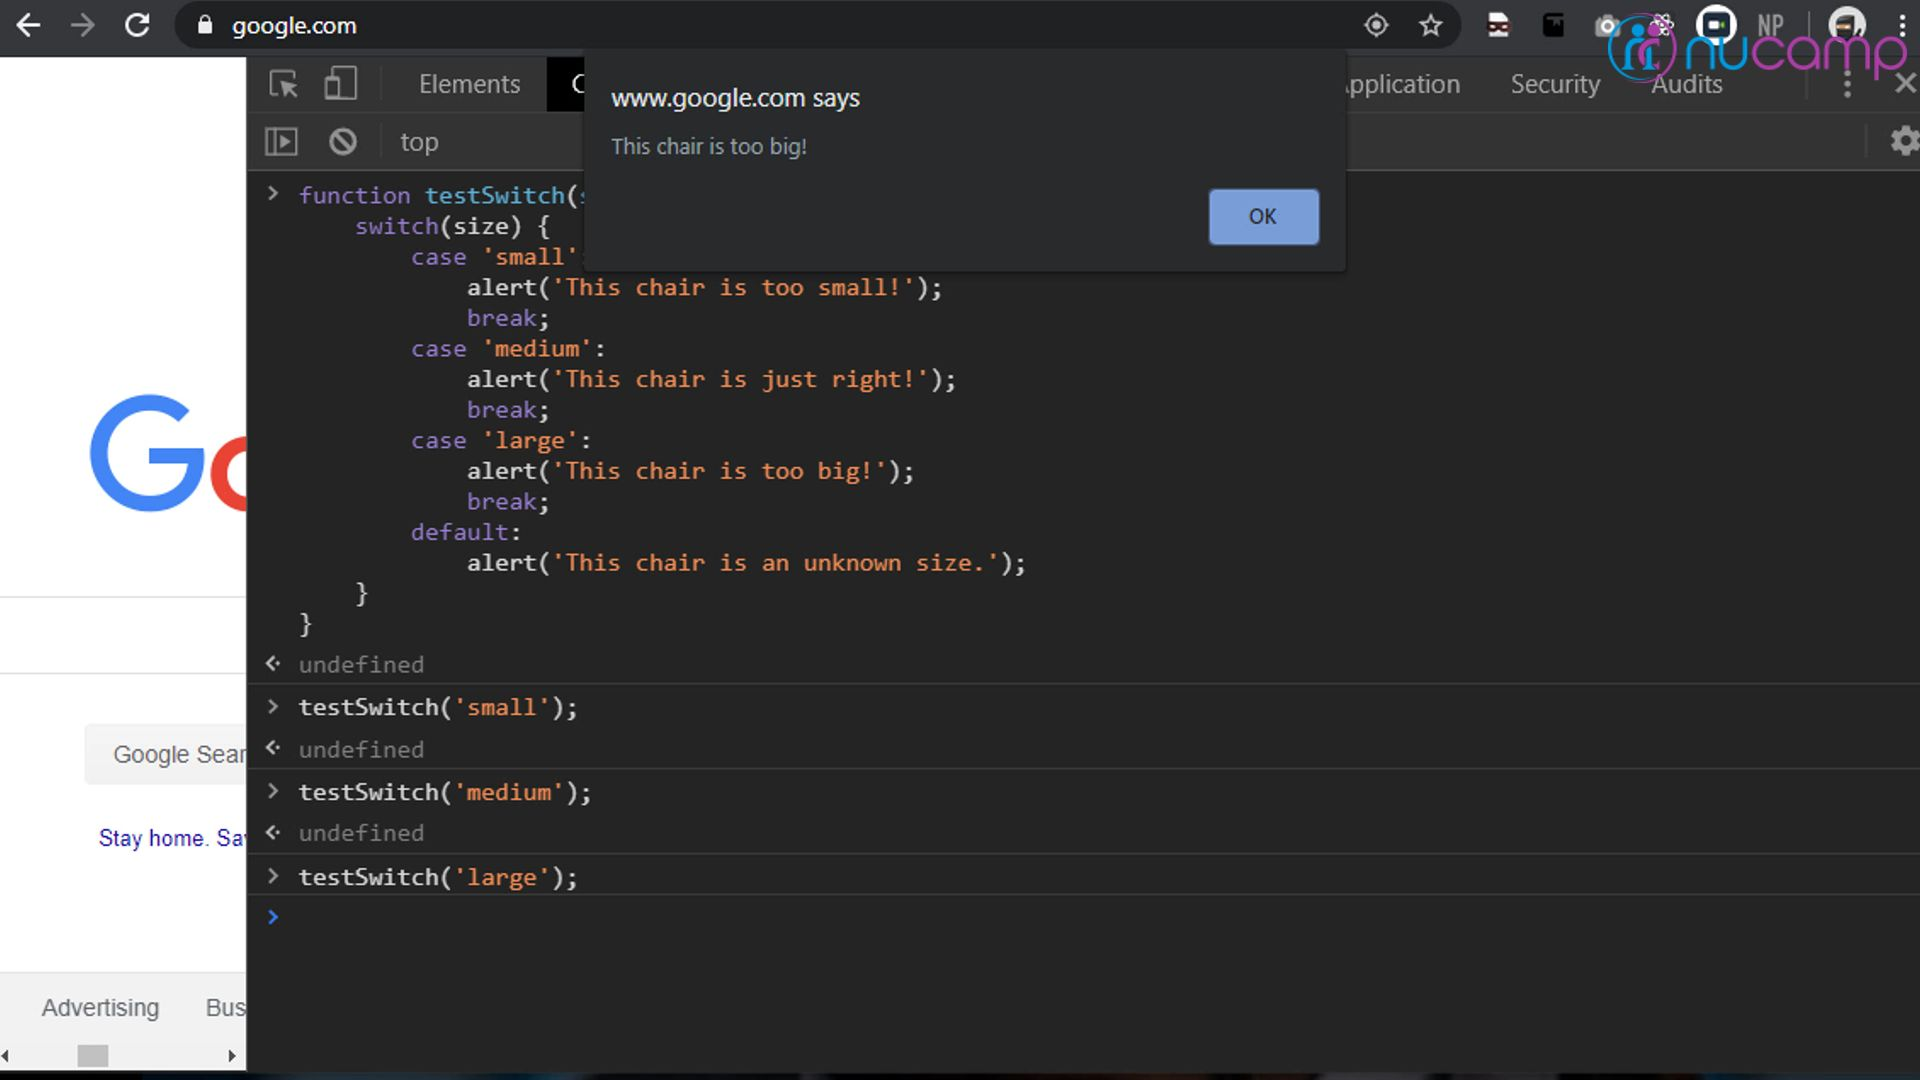 google.com
NP
nucamp
Elements
Application
Security
Audits
www.google.com says
This chair is too big!
OK
top
function testSwitch(
switch(size) {
case 'small'
alert('This chair is too small!');
break;
case 'medium':
alert('This chair is just right!');
break;
case 'large':
alert('This chair is too big!');
break;
default:
alert('This chair is an unknown size.');
}
}
undefined
testSwitch('small');
undefined
testSwitch('medium');
undefined
testSwitch('large');
Go
Google Sear
Stay home. Sav
Advertising Bus